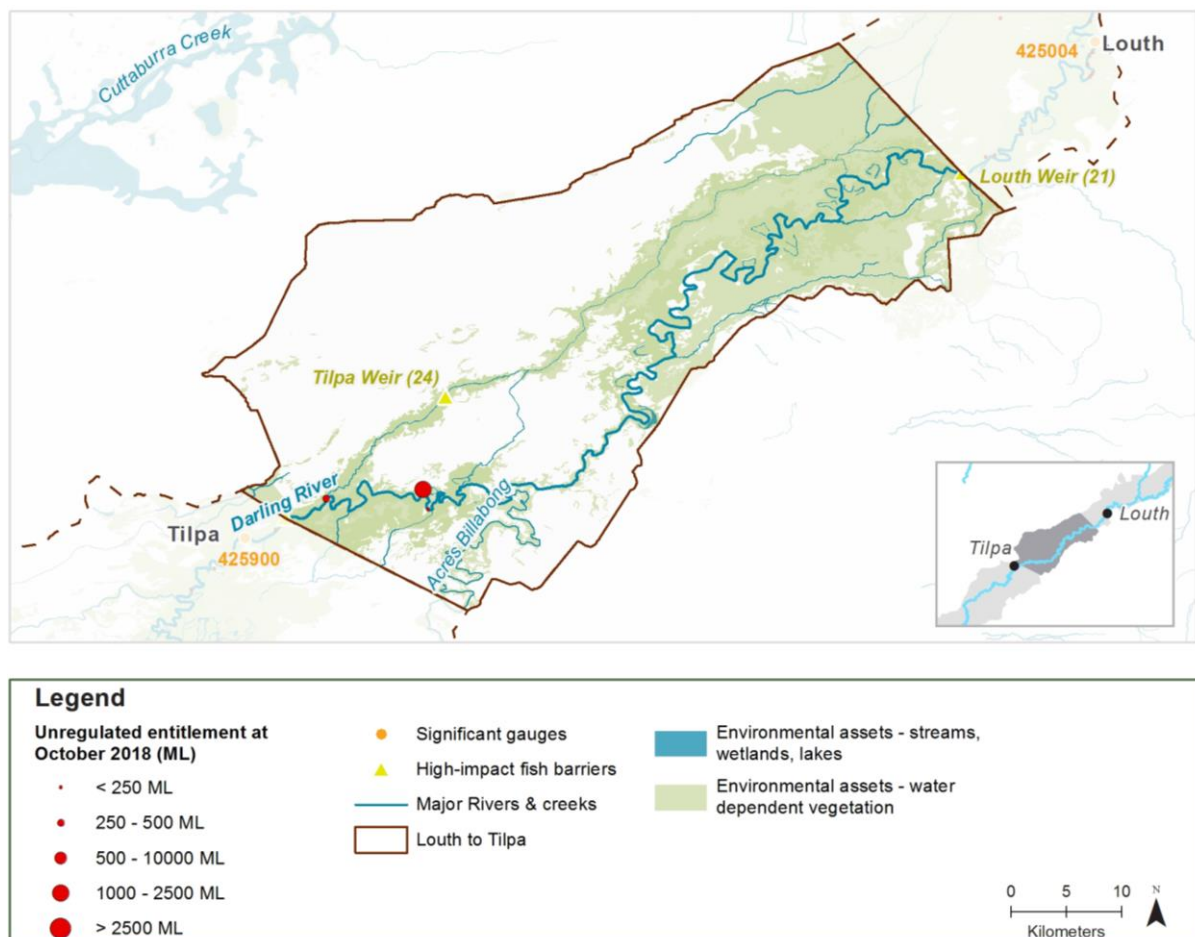 Cuttaburra Creek
425004
Louth
Louth Weir (21)
Tilpa Weir (24)
Darling River
Tilpa
425900
Acres Billabong
Louth
Tilpa
Legend
Unregulated entitlement at
October 2018 (ML)
< 250 ML
250 - 500 ML
500 - 10000 ML
1000 - 2500 ML
> 2500 ML
Significant gauges
High-impact fish barriers
Major Rivers & creeks
Louth to Tilpa
Environmental assets - streams,
wetlands, lakes
Environmental assets - water
dependent vegetation
0 5 10
Kilometers
N